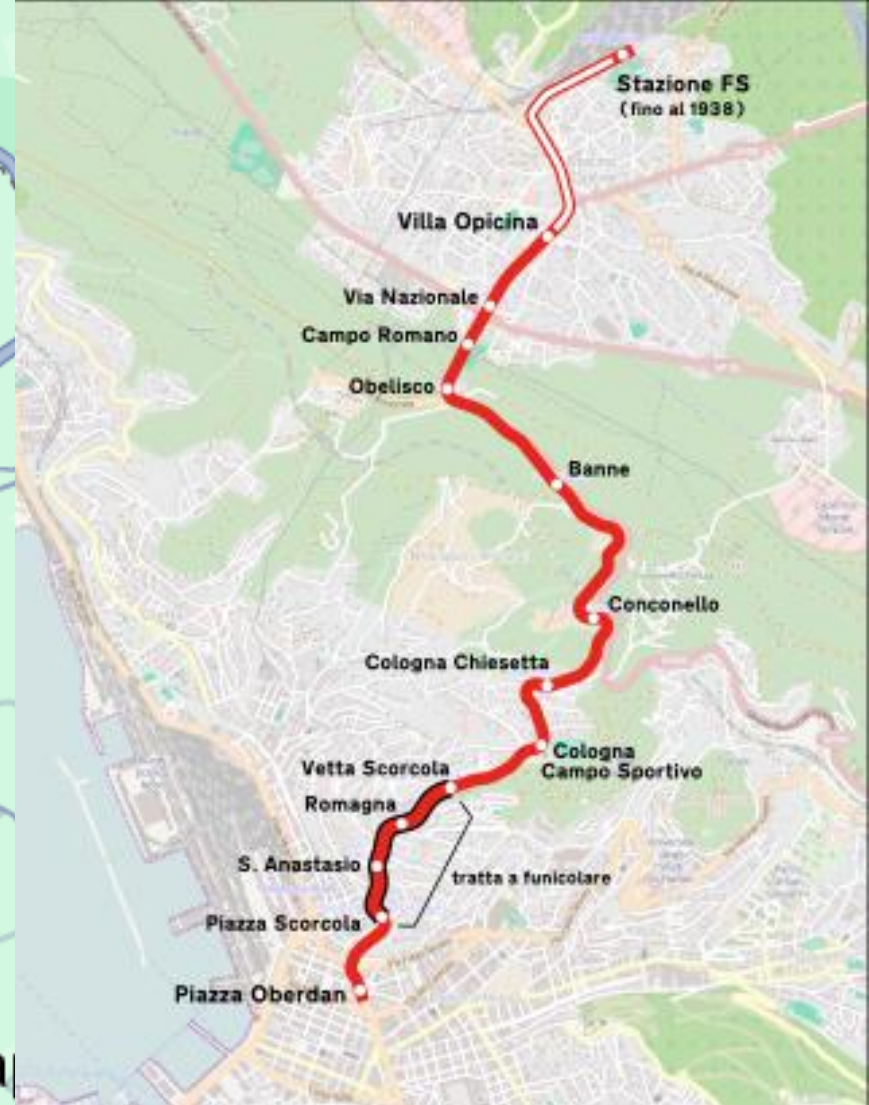 Stazione FS
(fino al 1938)
Villa Opicina
Via Nazionale
Campo Romano
Obelisco
Banne
Conconello
Cologna Chiesetta
Cologna
Campo Sportivo
Vetta Scorcola
Romagna
S. Anastasio
tratta a funicolare
Piazza Scorcola
Piazza Oberdan